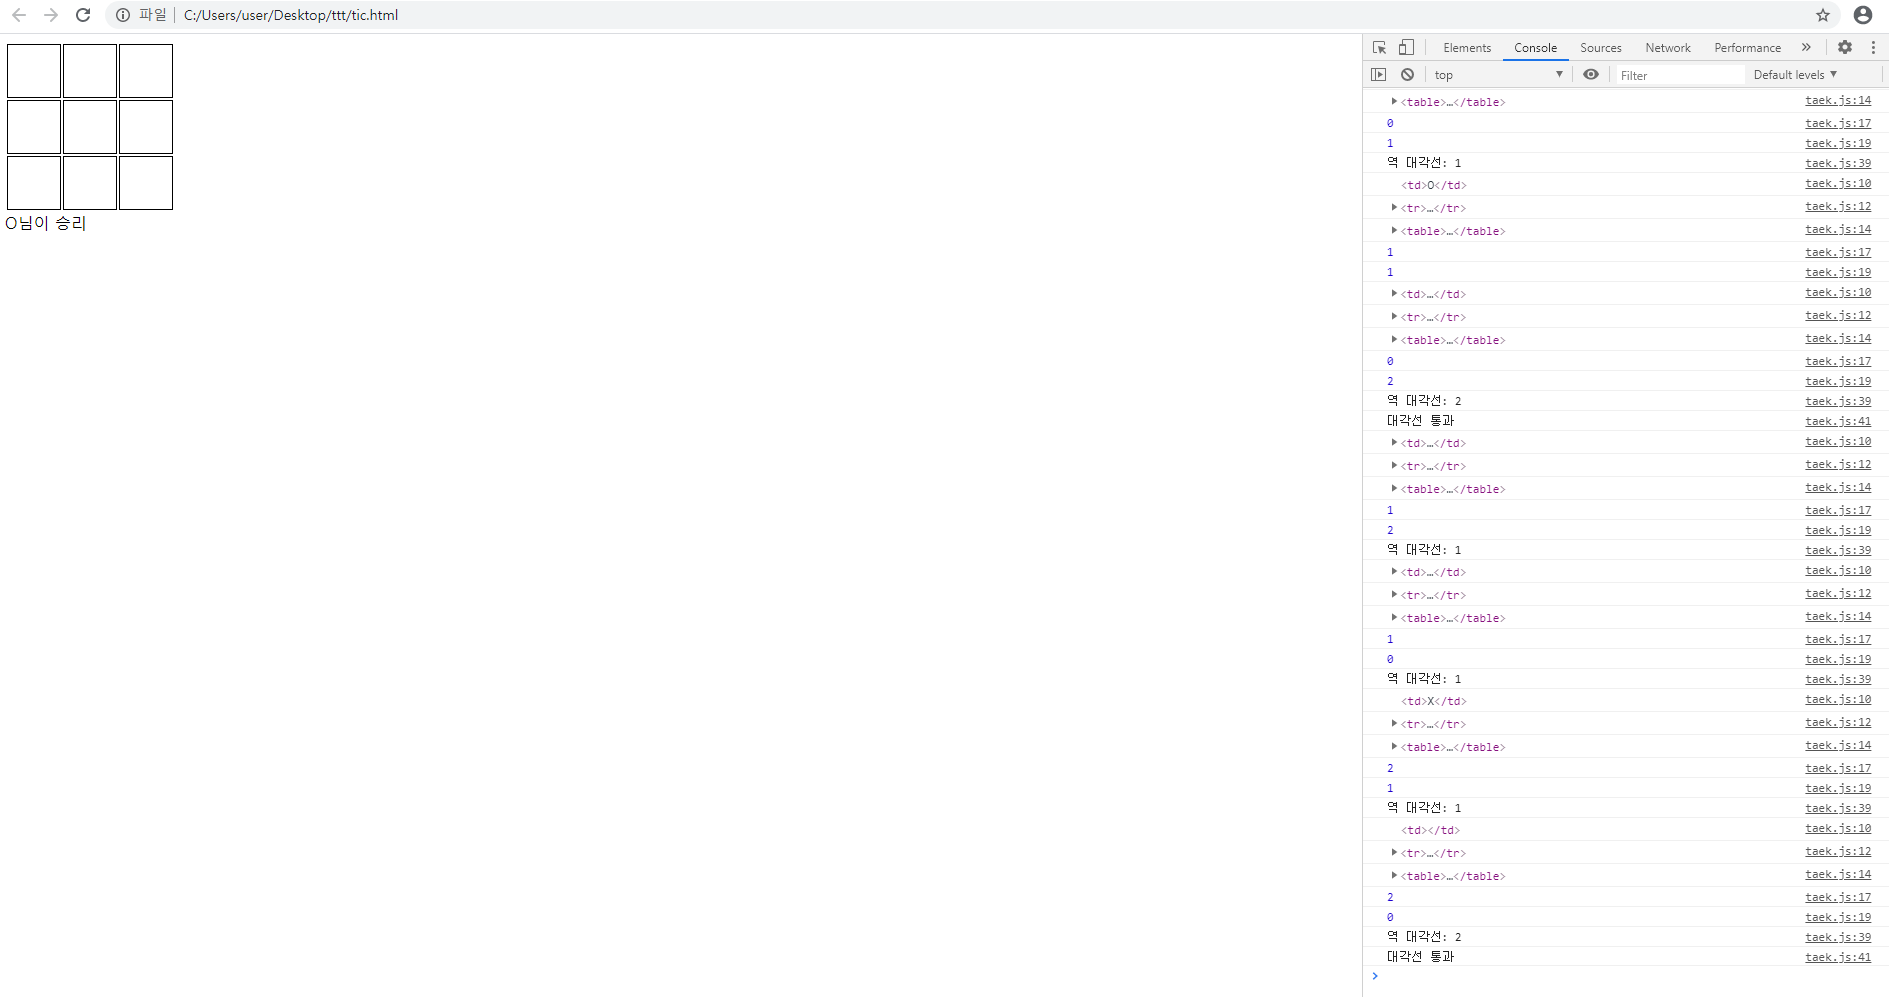 파일 C:/Users/user/Desktop/ttt/tic.html
O님이 승리
Elements Console Sources Network Performance
top Filter Default levels
<table>…</table> taek.js:14
0 taek.js:17
1 taek.js:19
역 대각선: 1 taek.js:39
<td>O</td> taek.js:10
<tr>…</tr> taek.js:12
<table>…</table> taek.js:14
1 taek.js:17
1 taek.js:19
<td>…</td> taek.js:10
<tr>…</tr> taek.js:12
<table>…</table> taek.js:14
0 taek.js:17
2 taek.js:19
역 대각선: 2 taek.js:39
대각선 통과 taek.js:41
<td>…</td> taek.js:10
<tr>…</tr> taek.js:12
<table>…</table> taek.js:14
1 taek.js:17
2 taek.js:19
역 대각선: 1 taek.js:39
<td>…</td> taek.js:10
<tr>…</tr> taek.js:12
<table>…</table> taek.js:14
1 taek.js:17
0 taek.js:19
역 대각선: 1 taek.js:39
<td>X</td> taek.js:10
<tr>…</tr> taek.js:12
<table>…</table> taek.js:14
2 taek.js:17
1 taek.js:19
역 대각선: 1 taek.js:39
<td></td> taek.js:10
<tr>…</tr> taek.js:12
<table>…</table> taek.js:14
2 taek.js:17
0 taek.js:19
역 대각선: 2 taek.js:39
대각선 통과 taek.js:41